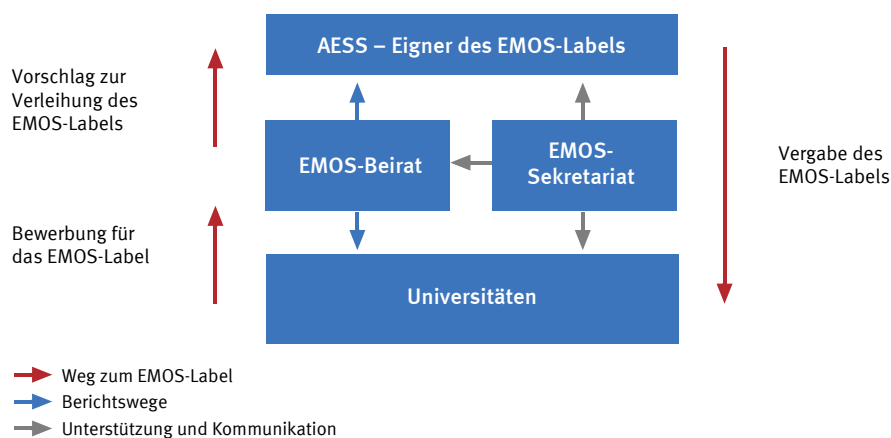 AESS – Eigner des EMOS-Labels
Vorschlag zur
Verleihung des
EMOS-Labels
EMOS-Beirat
EMOS-
Sekretariat
Vergabe des
EMOS-Labels
Bewerbung für
das EMOS-Label
Universitäten
Weg zum EMOS-Label
Berichtswege
Unterstützung und Kommunikation